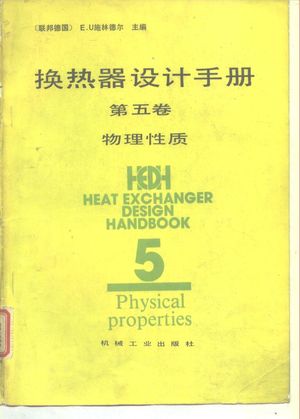 〔联邦德国〕 E.U施林德尔 主编
换热器设计手册
第五卷
物理性质
HEDH
HEAT EXCHANGER
DESIGN
HANDBOOK
5
Physical
properties
机械工业出版社